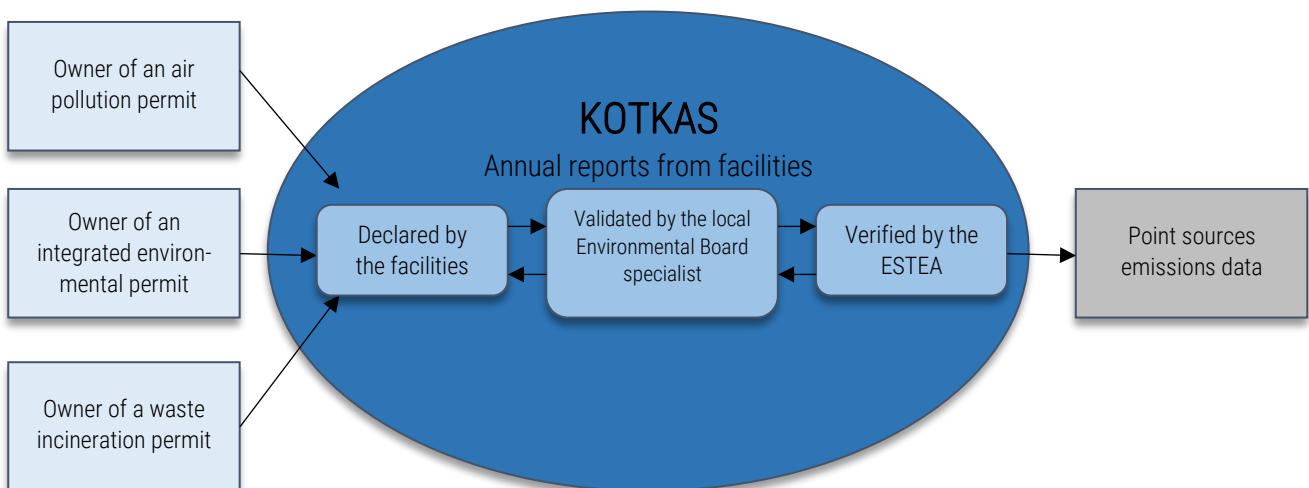 Owner of an air
pollution permit
Owner of an
integrated environ-
mental permit
Owner of a waste
incineration permit
KOTKAS
Annual reports from facilities
Declared by
the facilities
Validated by the local
Environmental Board
specialist
Verified by the
ESTEA
Point sources
emissions data